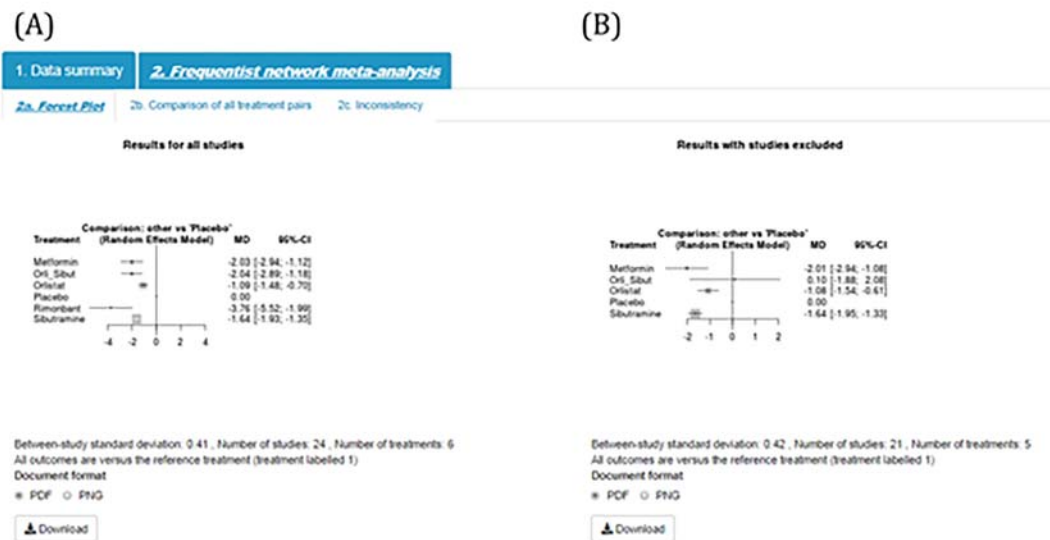 (A)
(B)
1. Data summary
2. Frequentist network meta-analysis
2a. Forest Plot
2b. Comparison of all treatment pairs
2c. Inconsistency
Results for all studies
Comparison: other vs 'Placebo'
Treatment (Random Effects Model) MD 95%-CI
Metformin -2.03 [-2.94; -1.12]
Orli_Sibut -2.04 [-2.89; -1.18]
Orlistat -1.09 [-1.48; -0.70]
Placebo 0.00
Rimonbant -3.76 [-5.52; -1.99]
Sibutramine -1.64 [-1.93; -1.35]
-4 -2 0 2 4
Between-study standard deviation: 0.41 , Number of studies: 24 , Number of treatments: 6
All outcomes are versus the reference treatment (treatment labelled 1)
Document format
PDF PNG
Download
Results with studies excluded
Comparison: other vs 'Placebo'
Treatment (Random Effects Model) MD 95%-CI
Metformin -2.01 [-2.94; -1.08]
Orli_Sibut 0.10 [-1.88; 2.08]
Orlistat -1.08 [-1.54; -0.61]
Placebo 0.00
Sibutramine -1.64 [-1.95; -1.33]
-2 -1 0 1 2
Between-study standard deviation: 0.42 , Number of studies: 21 , Number of treatments: 5
All outcomes are versus the reference treatment (treatment labelled 1)
Document format
PDF PNG
Download